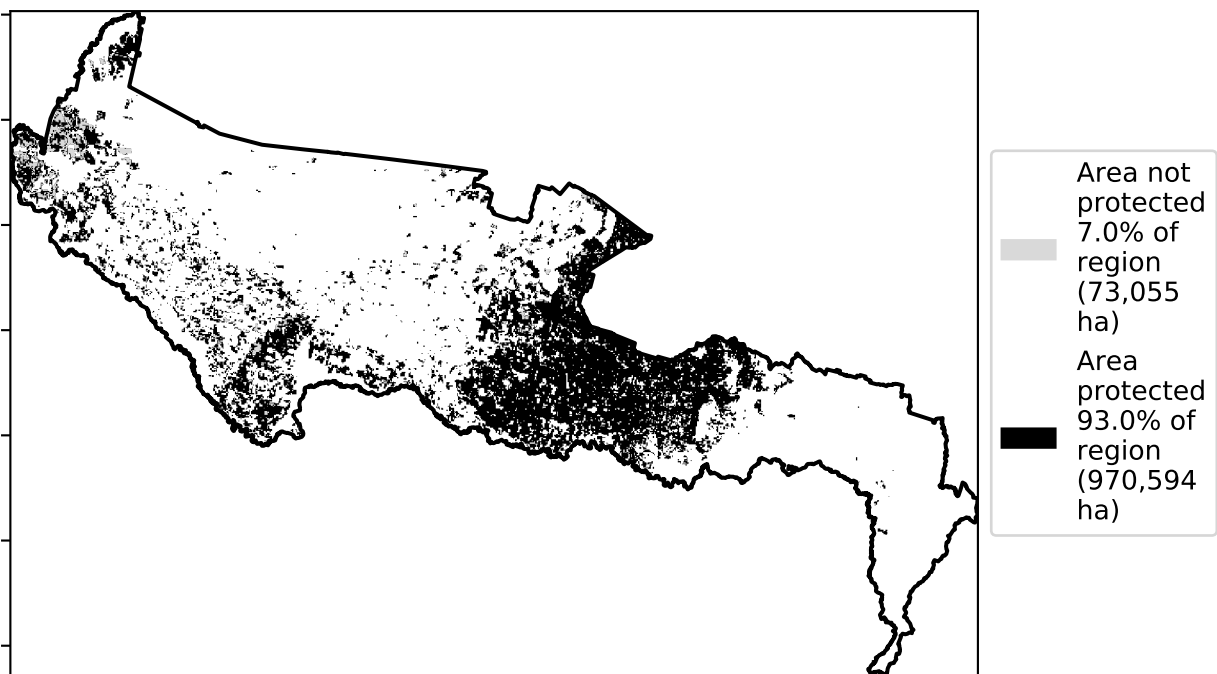 Area not
protected
7.0% of
region
(73,055
ha)
Area
protected
93.0% of
region
(970,594
ha)